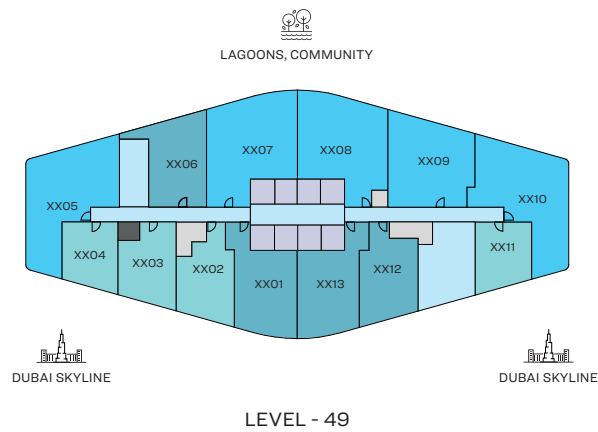 LAGOONS, COMMUNITY
XX07
XX08
XX06
XX09
XX05
XX10
XX04
XX03
XX02
XX01
XX13
XX12
XX11
DUBAI SKYLINE
DUBAI SKYLINE
LEVEL - 49